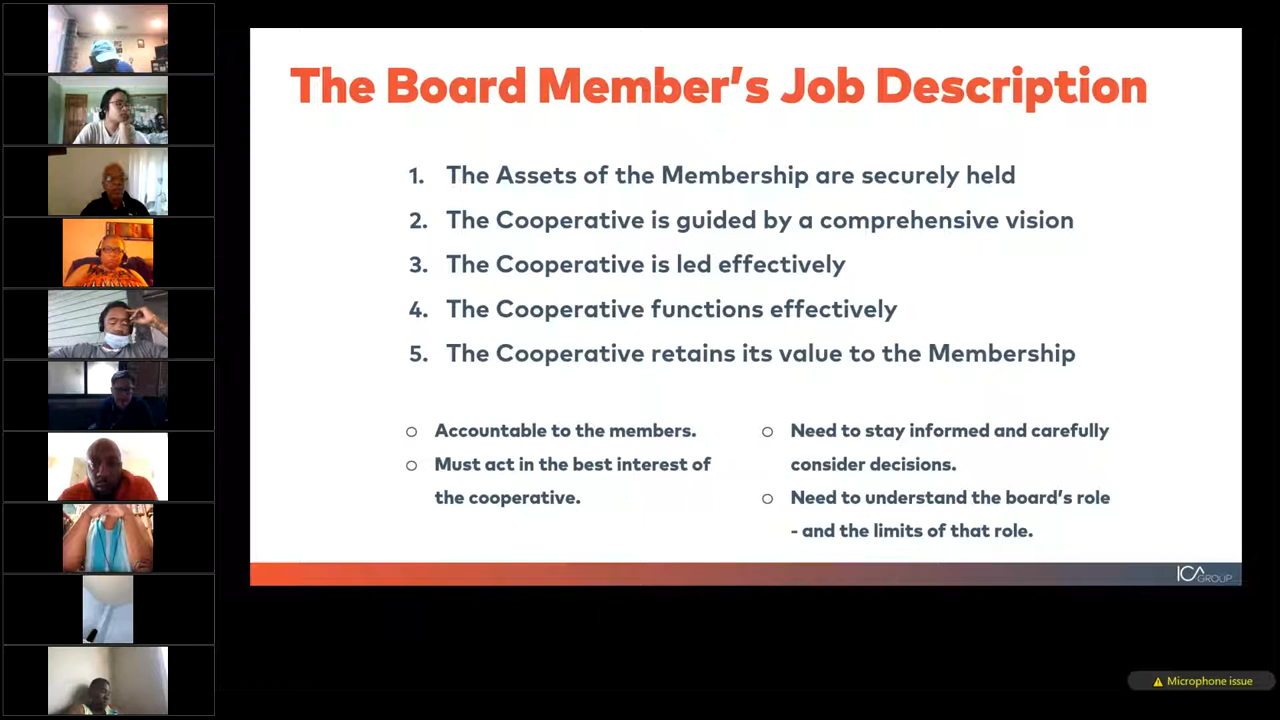 The Board Member's Job Description
1. The Assets of the Membership are securely held
2. The Cooperative is guided by a comprehensive vision
3. The Cooperative is led effectively
4. The Cooperative functions effectively
5. The Cooperative retains its value to the Membership
○ Accountable to the members.
○ Must act in the best interest of
the cooperative.
○ Need to stay informed and carefully
consider decisions.
○ Need to understand the board's role
- and the limits of that role.
ICA GROUP
Microphone issue